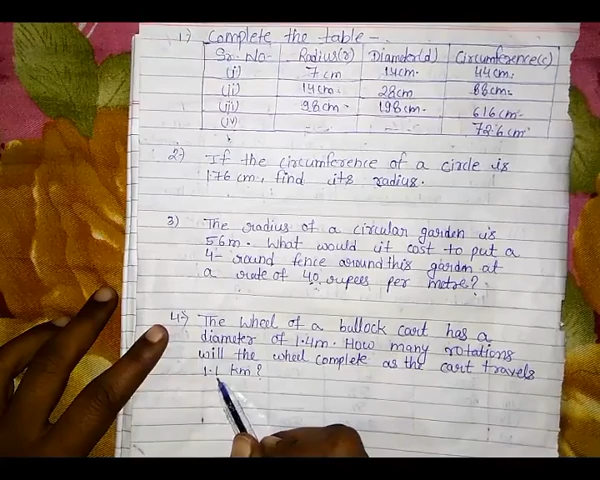 1) Complete the table -
Sr. No- Radius(r) Diameter(d) Circumference(c)
(i) 7 cm 14cm. 44cm.
(ii) 14cm. 28cm 88cm.
(iii) 98cm. 198cm. 616cm-
(iv) -- --- 72.6cm
2) If the circumference of a circle is
176 cm, find its radius.
3) The radius of a circular garden is
56m. What would it cost to put a
4- round fence around this garden at
a rate of 40 rupees per metre?
4) The wheel of a bullock cart has a
diameter of 1.4m. How many rotations
will the wheel complete as the cart travels
1.1 km?